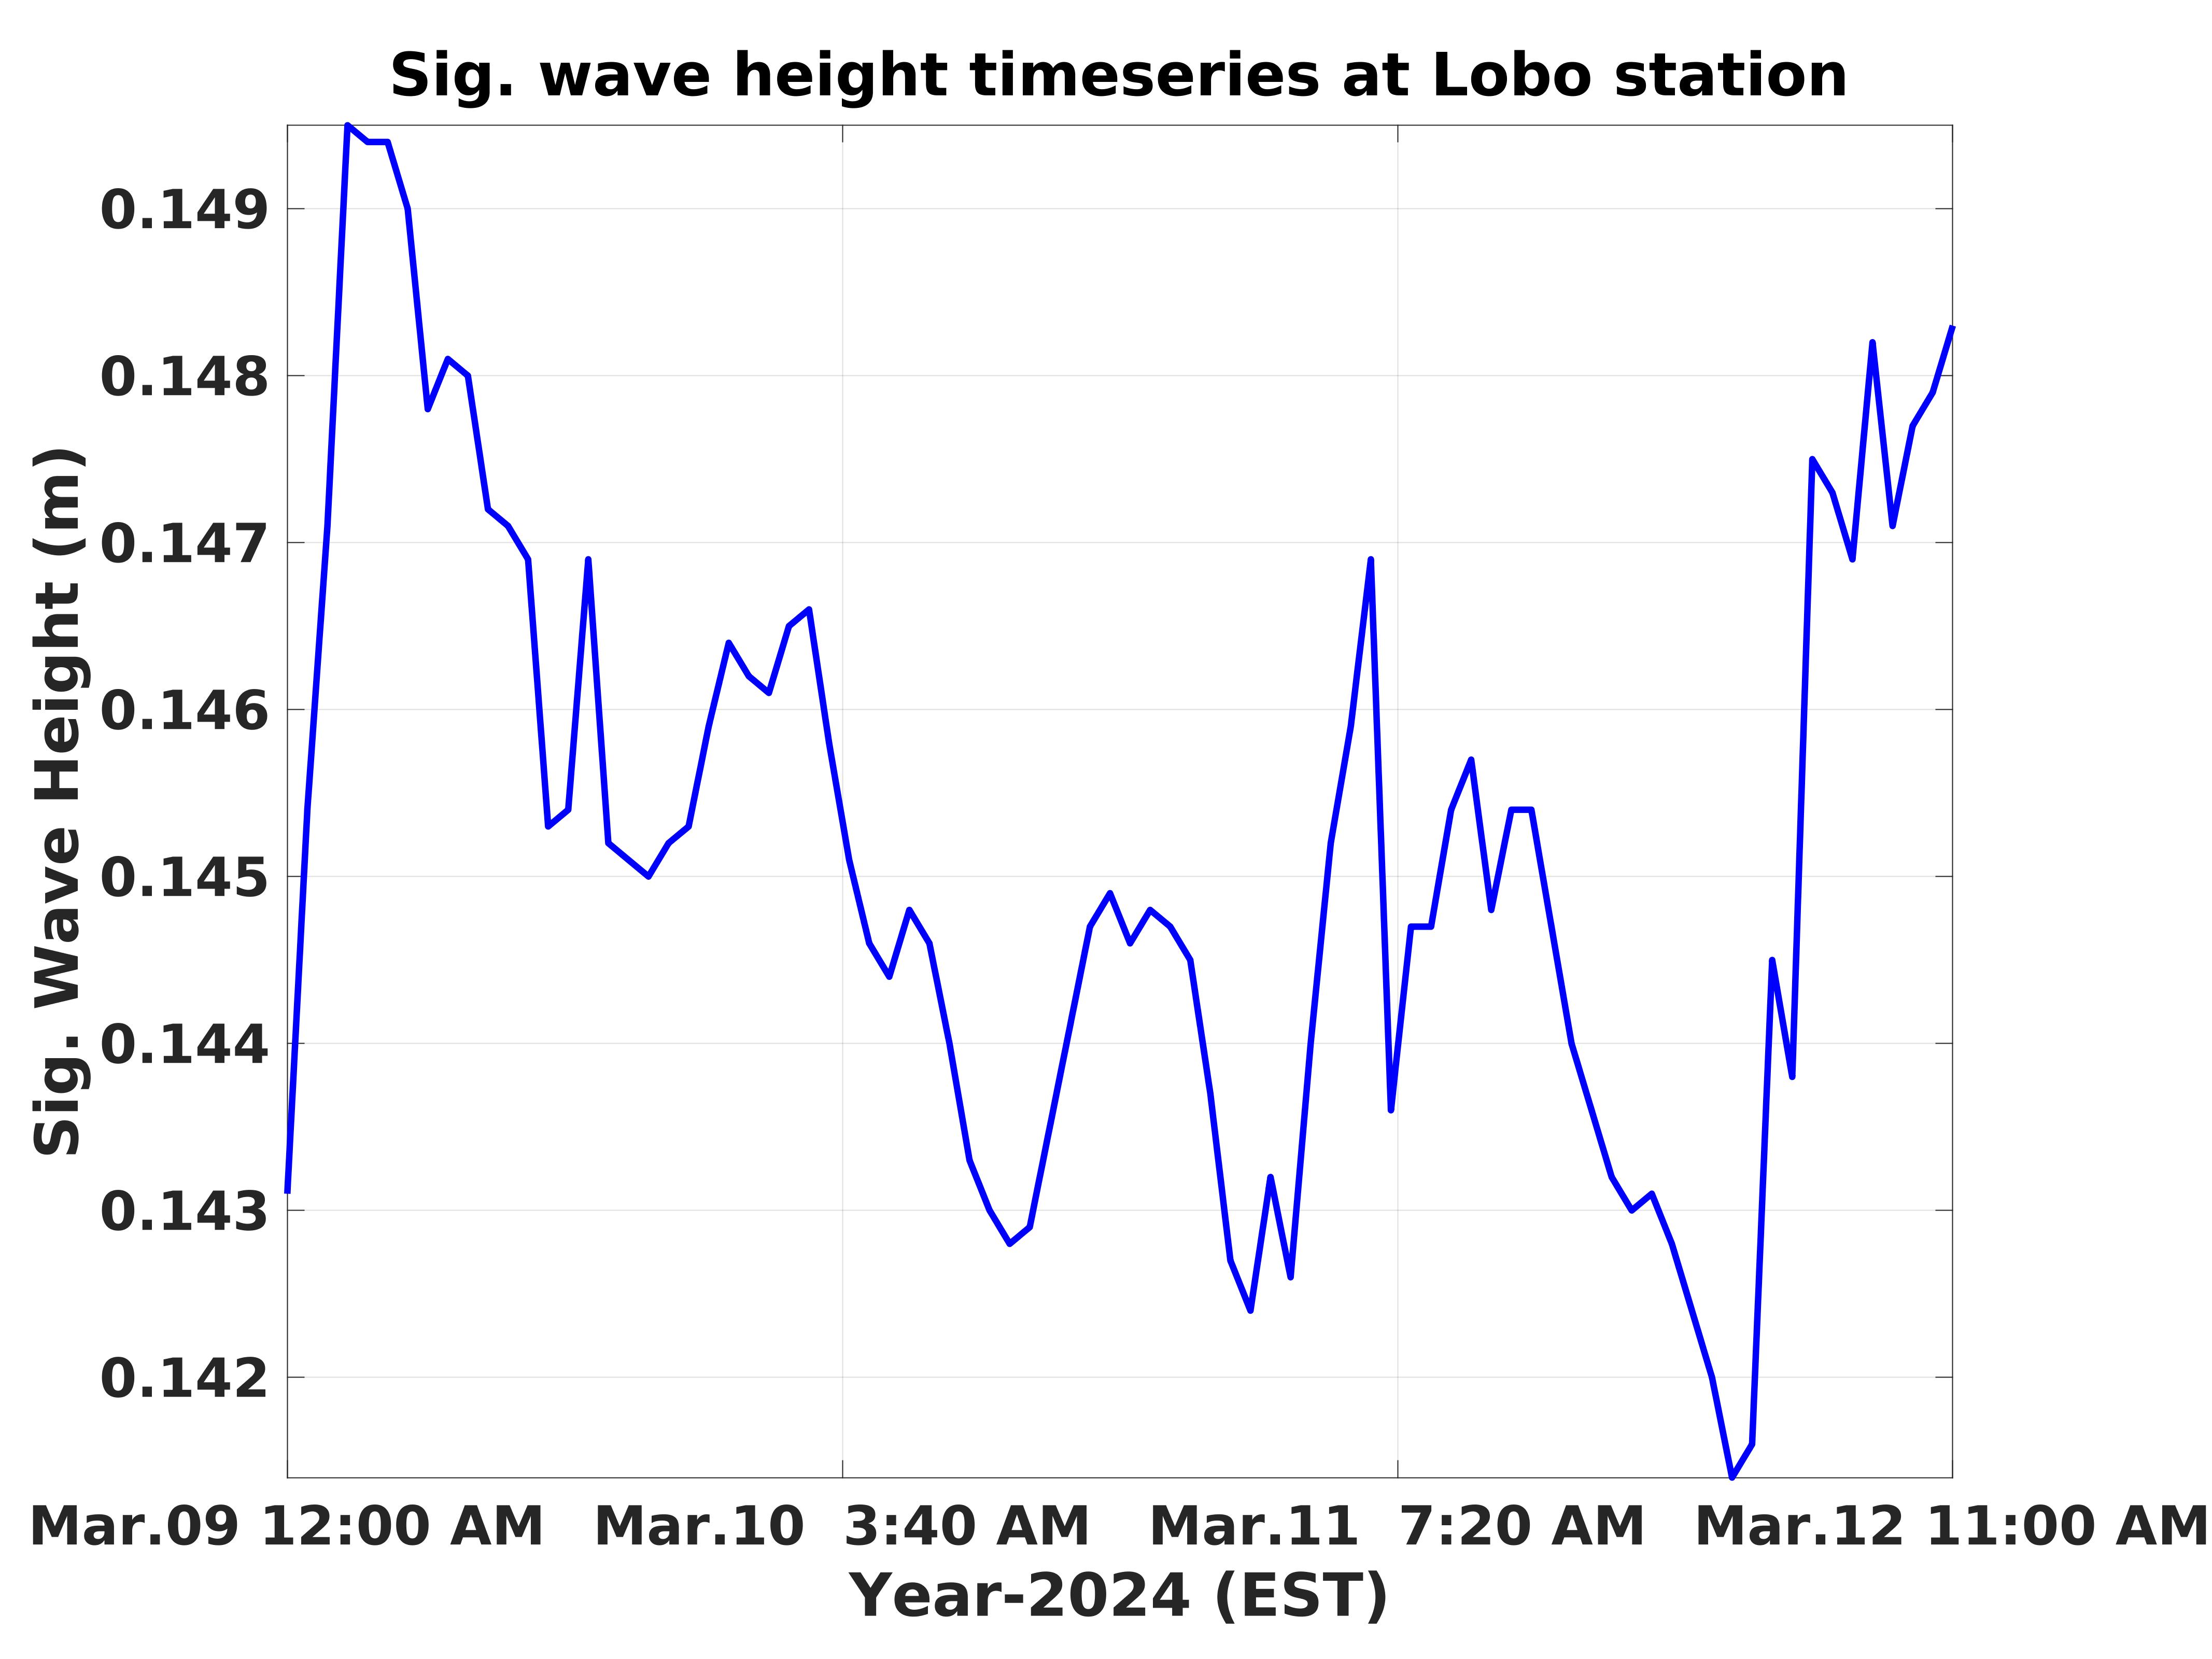 Sig. wave height timeseries at Lobo station
Sig. Wave Height (m)
0.149
0.148
0.147
0.146
0.145
0.144
0.143
0.142
Mar.09 12:00 AM Mar.10 3:40 AM Mar.11 7:20 AM Mar.12 11:00 AM
Year-2024 (EST)